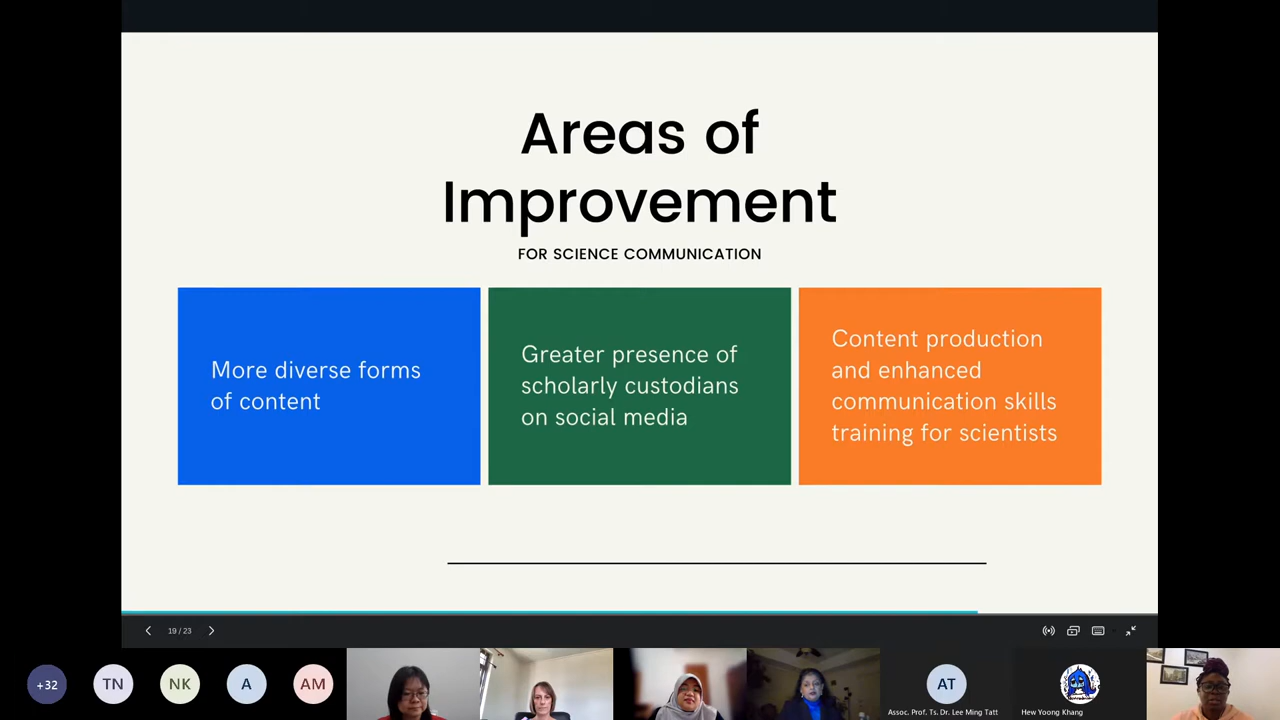 Areas of
Improvement
FOR SCIENCE COMMUNICATION
More diverse forms
of content
Greater presence of
scholarly custodians
on social media
Content production
and enhanced
communication skills
training for scientists
19 / 23
+32
TN
NK
A
AM
AT
Assoc. Prof. Ts. Dr. Lee Ming Tatt
Hew Yoong Khang